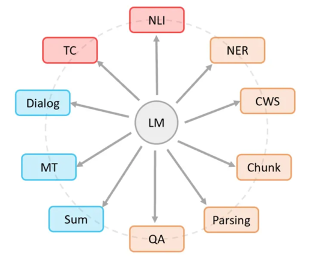 NLI
TC
NER
Dialog
CWS
LM
MT
Chunk
Sum
Parsing
QA